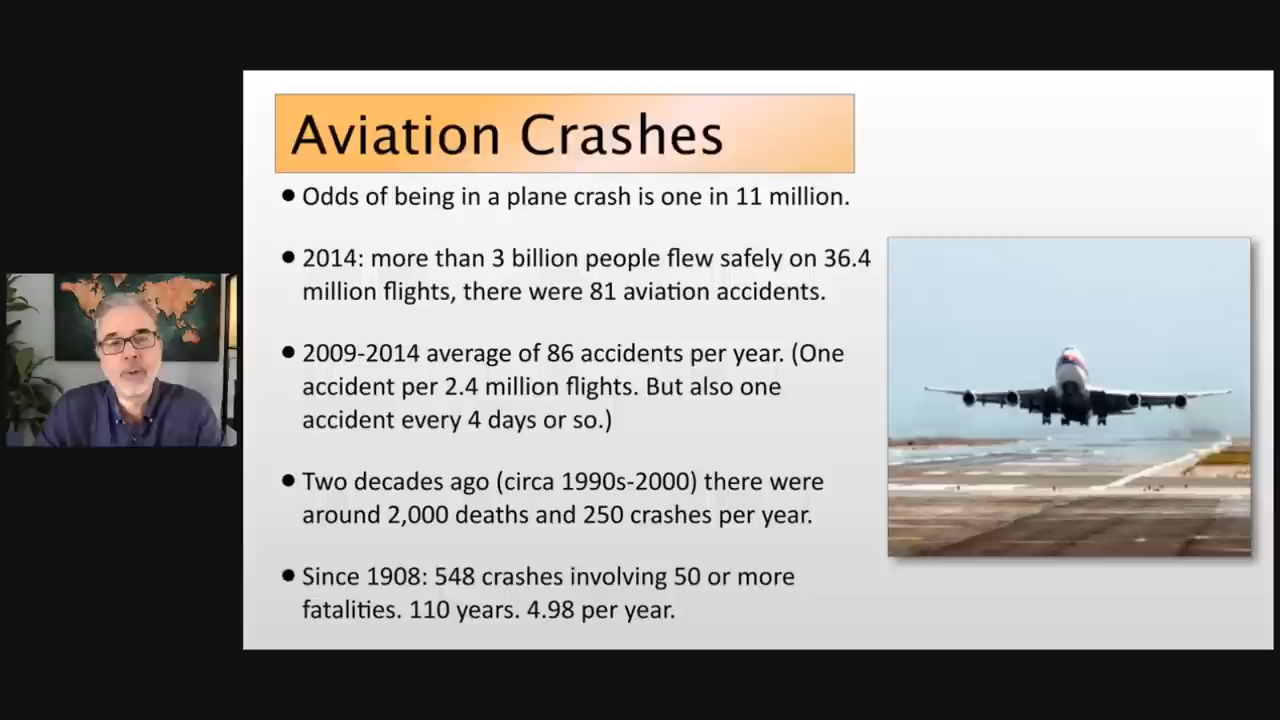 Aviation Crashes
● Odds of being in a plane crash is one in 11 million.
● 2014: more than 3 billion people flew safely on 36.4
million flights, there were 81 aviation accidents.
● 2009-2014 average of 86 accidents per year. (One
accident per 2.4 million flights. But also one
accident every 4 days or so.)
● Two decades ago (circa 1990s-2000) there were
around 2,000 deaths and 250 crashes per year.
● Since 1908: 548 crashes involving 50 or more
fatalities. 110 years. 4.98 per year.